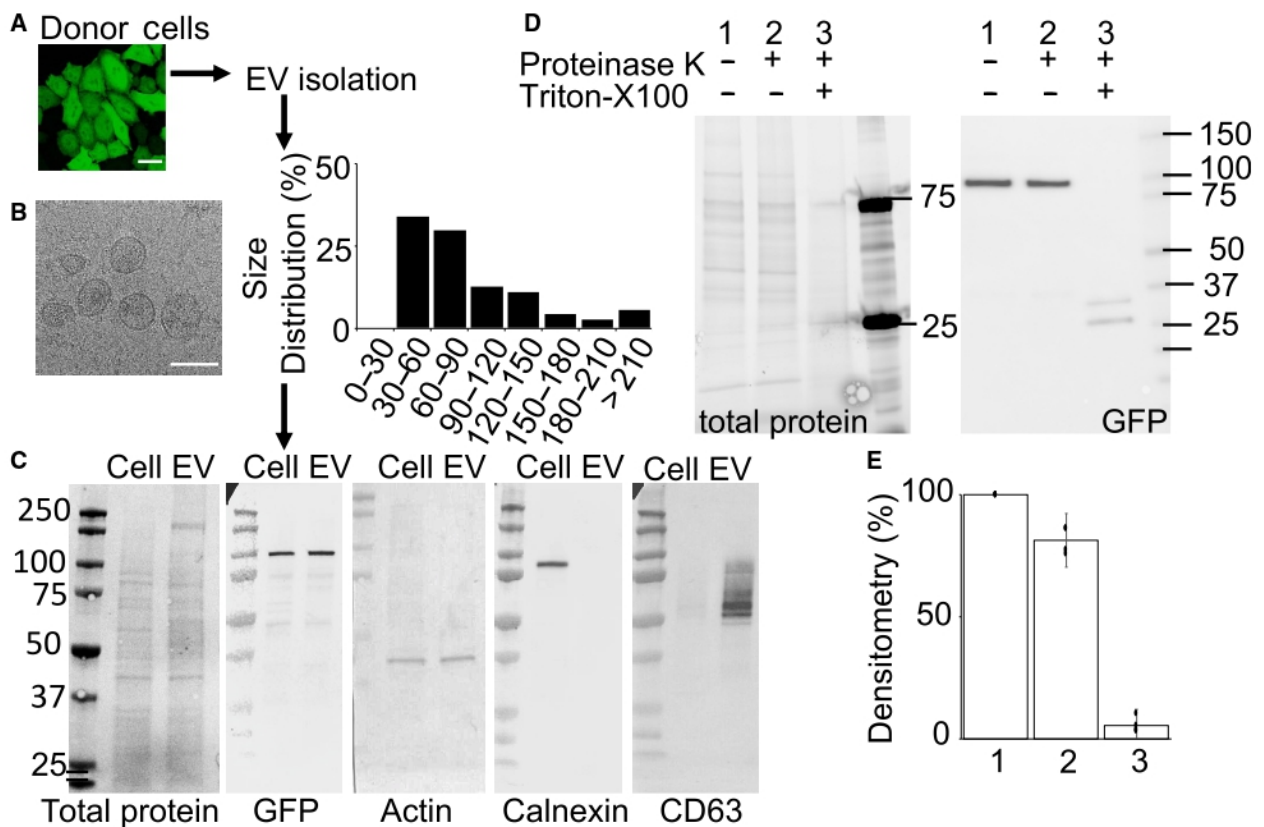 A
Donor cells
EV isolation
B
Size
Distribution (%)
50
25
0
0–30
30–60
60–90
90–120
120–150
150–180
180–210
> 210
C
Cell EV
Cell EV
Cell EV
Cell EV
Cell EV
250
100
75
50
37
25
Total protein
GFP
Actin
Calnexin
CD63
D
1 2 3
1 2 3
Proteinase K
– + +
– + +
Triton-X100
– – +
– – +
75
25
total protein
150
100
75
50
37
25
GFP
E
Densitometry (%)
100
50
0
1 2 3